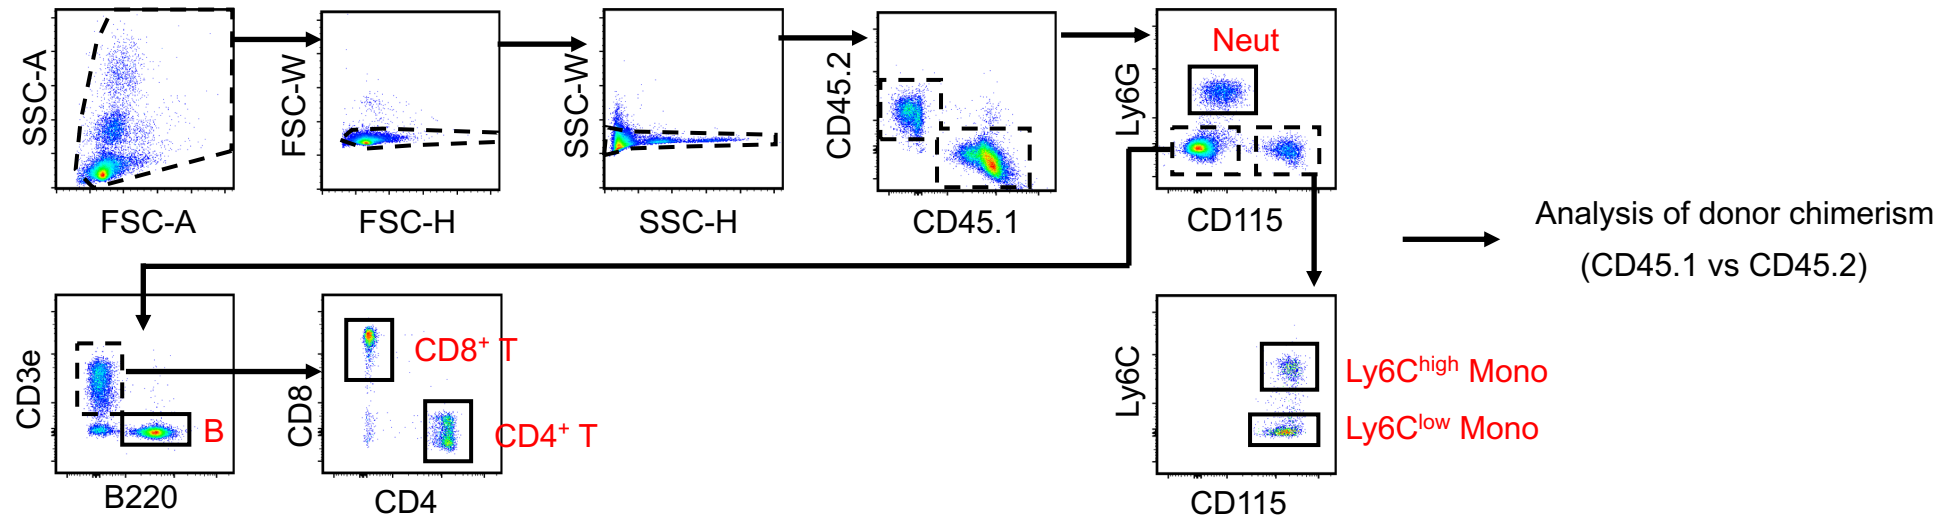 SSC-A
FSC-A
FSC-W
FSC-H
SSC-W
SSC-H
CD45.2
CD45.1
Ly6G
Neut
CD115
Analysis of donor chimerism
(CD45.1 vs CD45.2)
CD3e
B
B220
CD8
CD8⁺ T
CD4⁺ T
CD4
Ly6C
Ly6Chigh Mono
Ly6Clow Mono
CD115